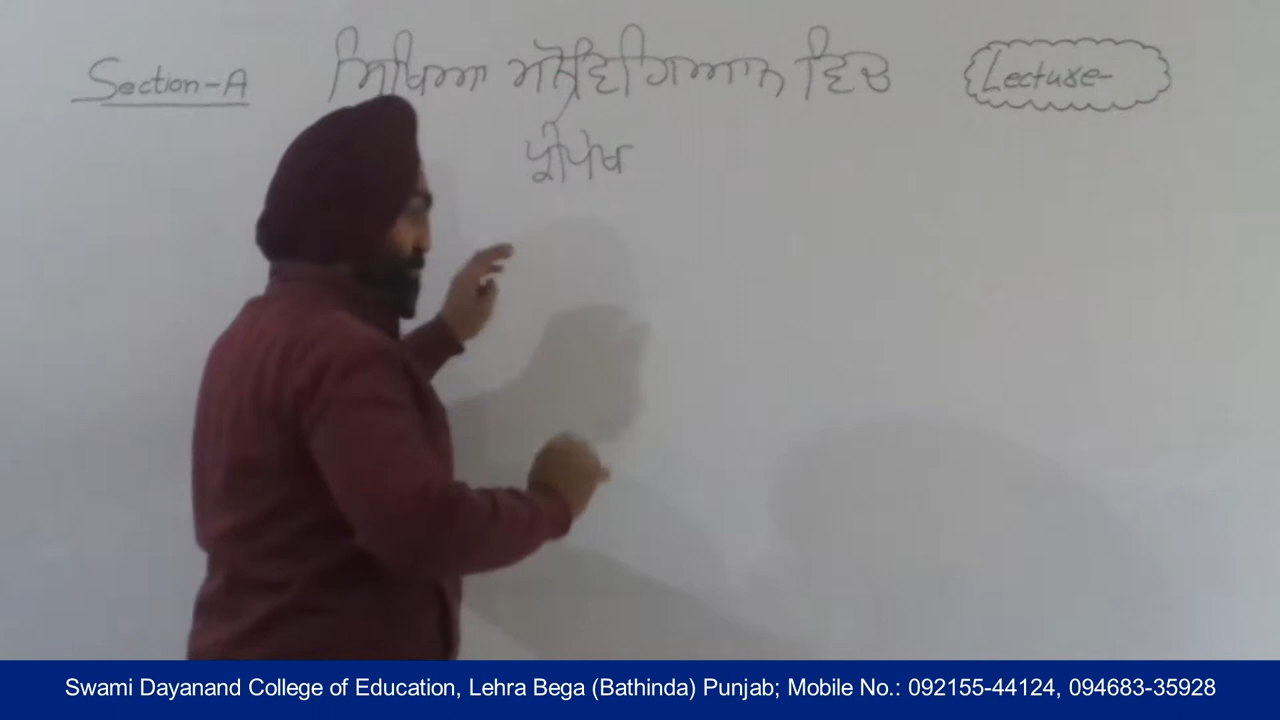 Section-A
ਸਿਖਿਆ ਮਨੋਵਿਗਿਆਨ ਵਿਚ
Lecture-
ਪ੍ਰੀਪੇਖ
Swami Dayanand College of Education, Lehra Bega (Bathinda) Punjab; Mobile No.: 092155-44124, 094683-35928